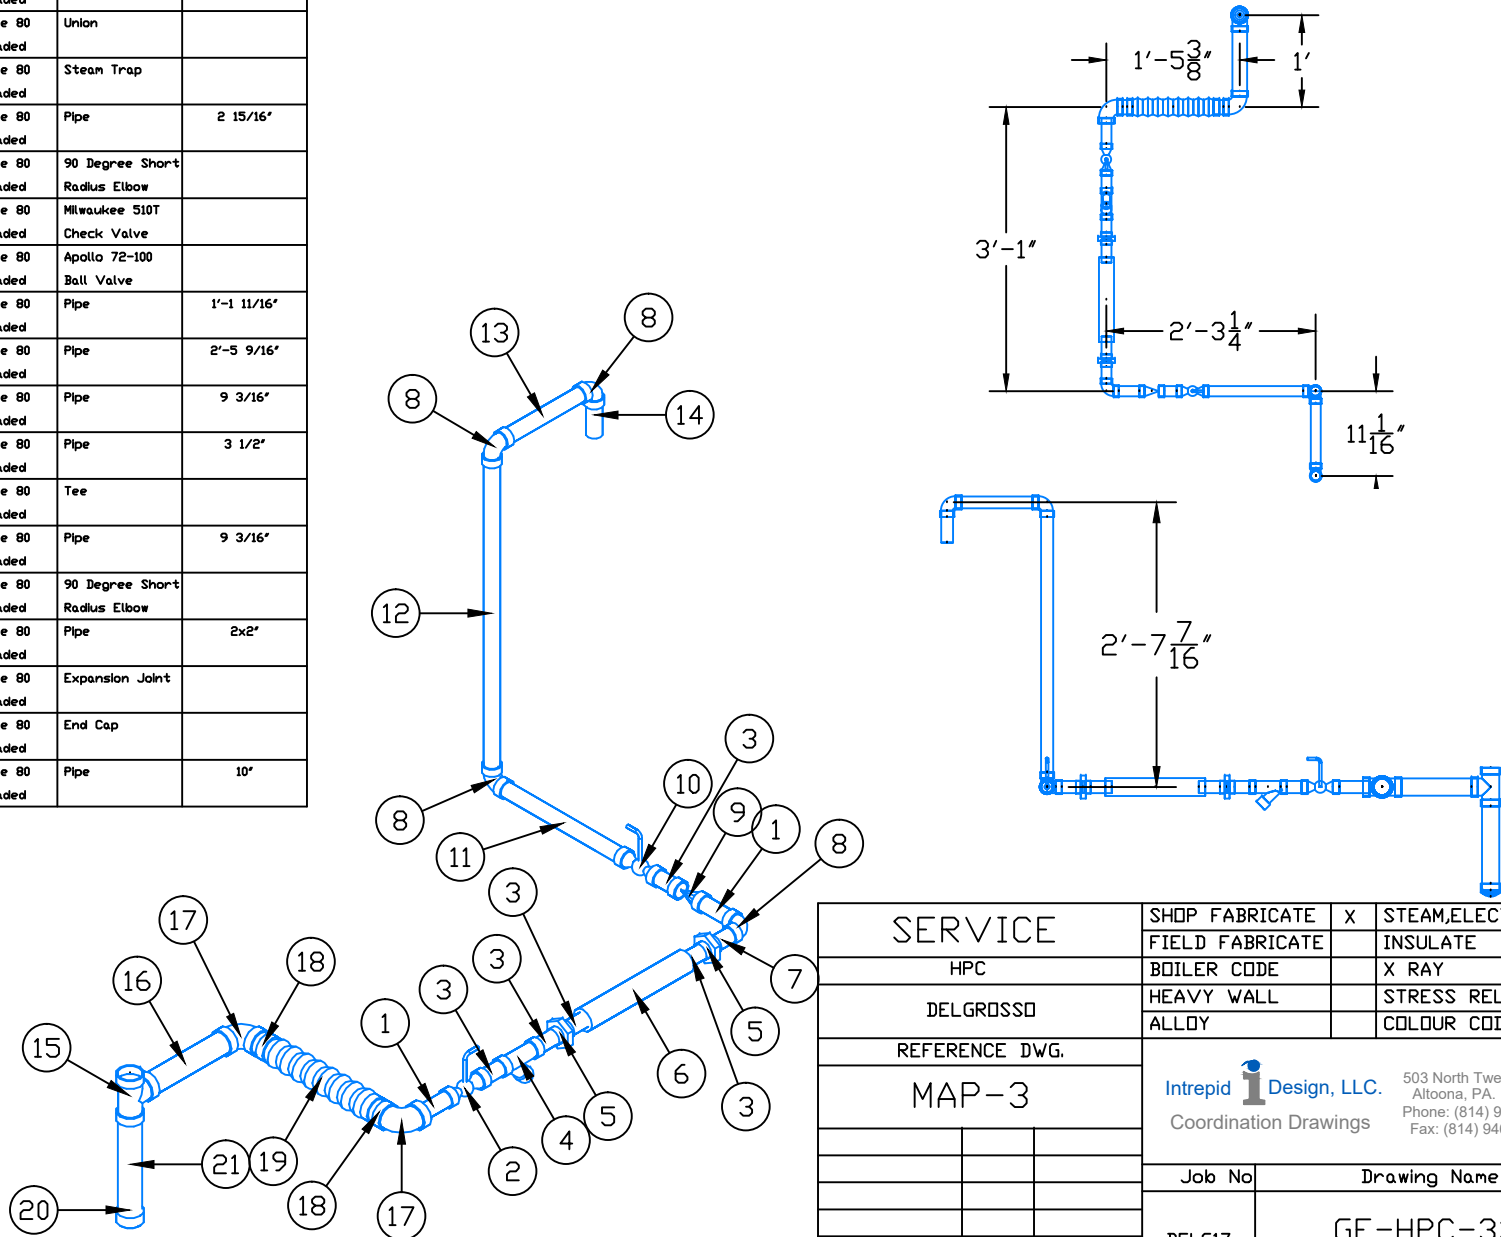 aded
e 80 Union
aded
e 80 Steam Trap
aded
e 80 Pipe 2 15/16"
aded
e 80 90 Degree Short
aded Radius Elbow
e 80 Milwaukee 510T
aded Check Valve
e 80 Apollo 72-100
aded Ball Valve
e 80 Pipe 1'-1 11/16"
aded
e 80 Pipe 2'-5 9/16"
aded
e 80 Pipe 9 3/16"
aded
e 80 Pipe 3 1/2"
aded
e 80 Tee
aded
e 80 Pipe 9 3/16"
aded
e 80 90 Degree Short
aded Radius Elbow
e 80 Pipe 2x2"
aded
e 80 Expansion Joint
aded
e 80 End Cap
aded
e 80 Pipe 10"
aded
1'-5 3/8"
1'
3'-1"
2'-3 1/4"
11 1/16"
2'-7 7/16"
8
13
8
14
12
3
10
9
1
8
8
11
3
17
3
18
3
7
16
1
5
15
6
3
5
4
21
19
2
18
20
17
SERVICE
HPC
DELGROSSO
REFERENCE DWG.
MAP-3
SHOP FABRICATE X STEAM,ELEC
FIELD FABRICATE INSULATE
BOILER CODE X RAY
HEAVY WALL STRESS REL
ALLOY COLOUR COD
Intrepid i Design, LLC.
Coordination Drawings
503 North Twe
Altoona, PA.
Phone: (814) 9
Fax: (814) 94
Job No Drawing Name
GF-HPC-3